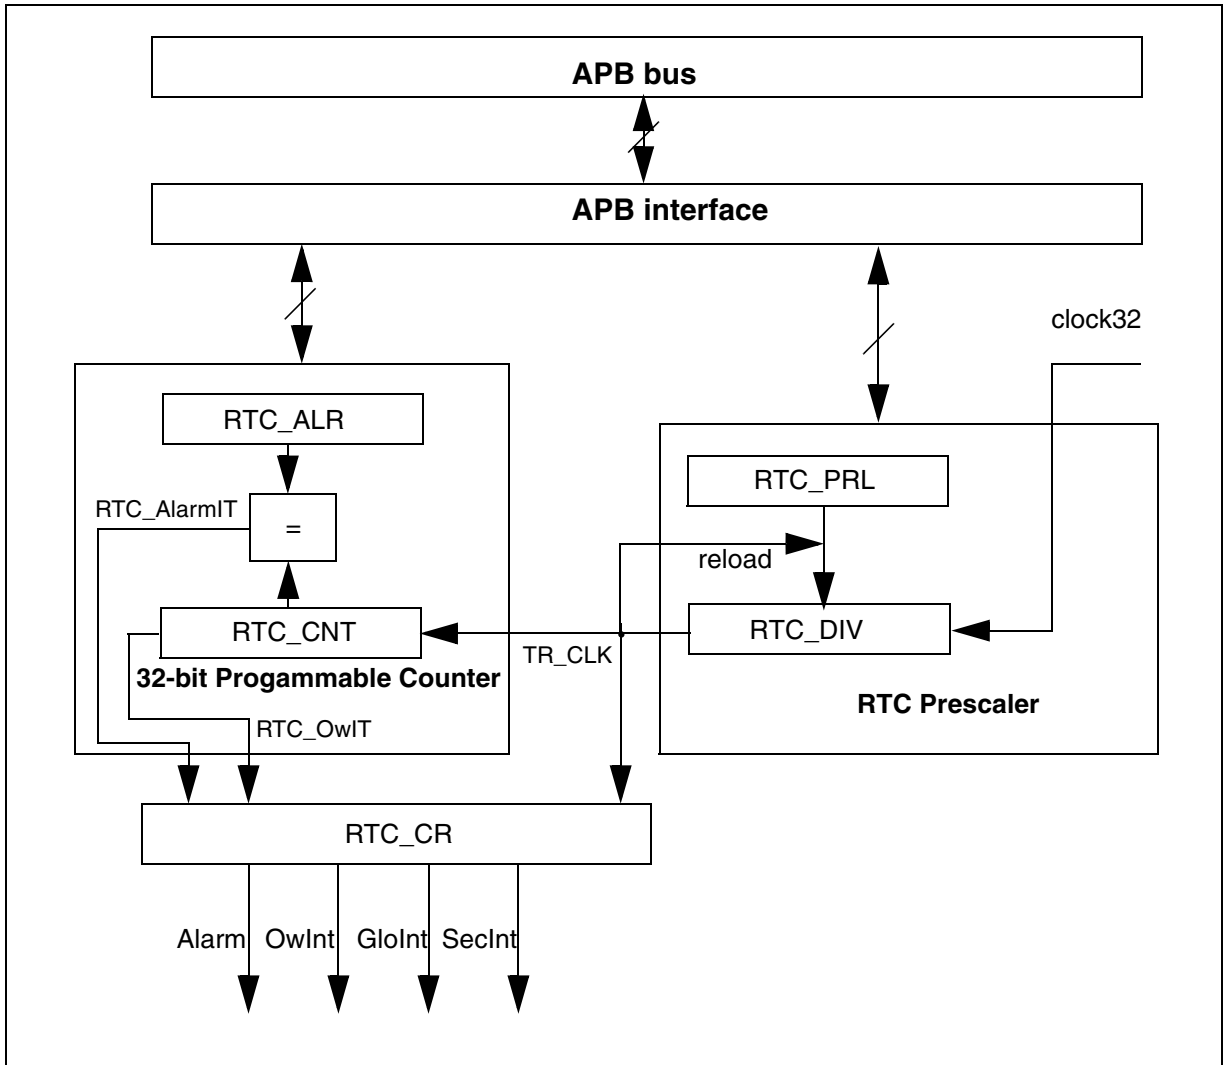 APB bus
APB interface
clock32
RTC_ALR
RTC_PRL
RTC_AlarmIT
=
reload
RTC_CNT
RTC_DIV
TR_CLK
32-bit Progammable Counter
RTC Prescaler
RTC_OwIT
RTC_CR
Alarm
OwInt
GloInt
SecInt